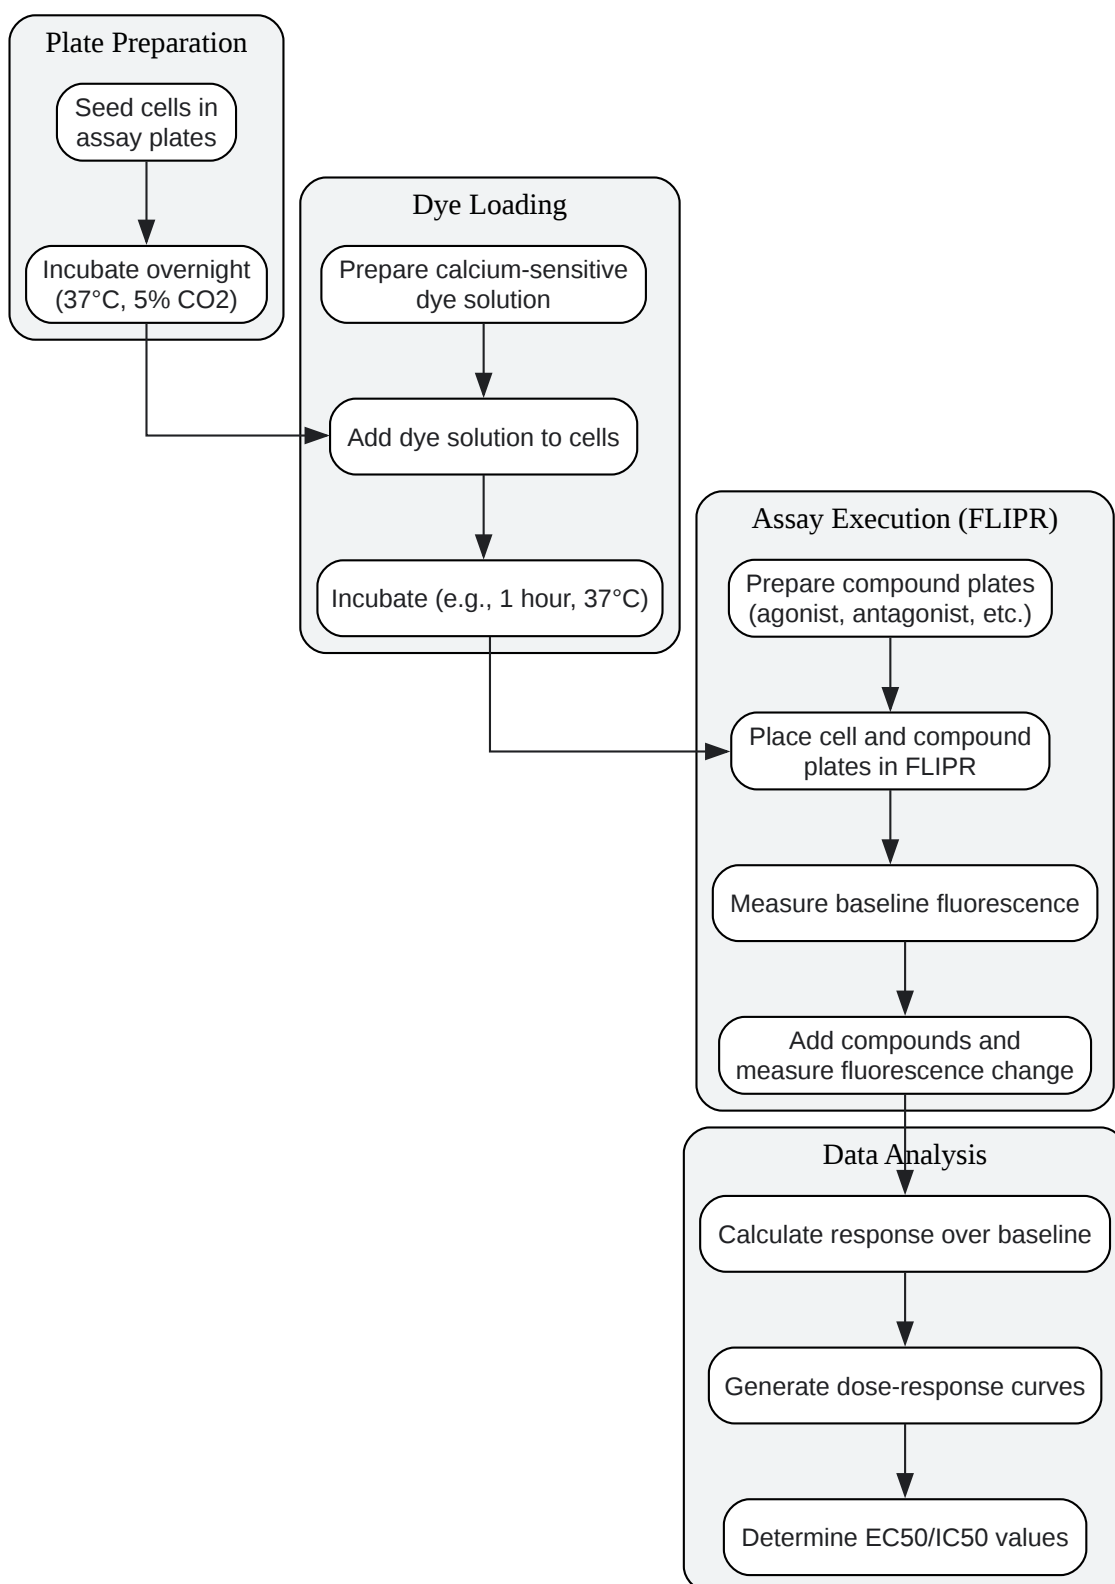 Plate Preparation
Seed cells in
assay plates
Incubate overnight
(37°C, 5% CO2)
Dye Loading
Prepare calcium-sensitive
dye solution
Add dye solution to cells
Incubate (e.g., 1 hour, 37°C)
Assay Execution (FLIPR)
Prepare compound plates
(agonist, antagonist, etc.)
Place cell and compound
plates in FLIPR
Measure baseline fluorescence
Add compounds and
measure fluorescence change
Data Analysis
Calculate response over baseline
Generate dose-response curves
Determine EC50/IC50 values